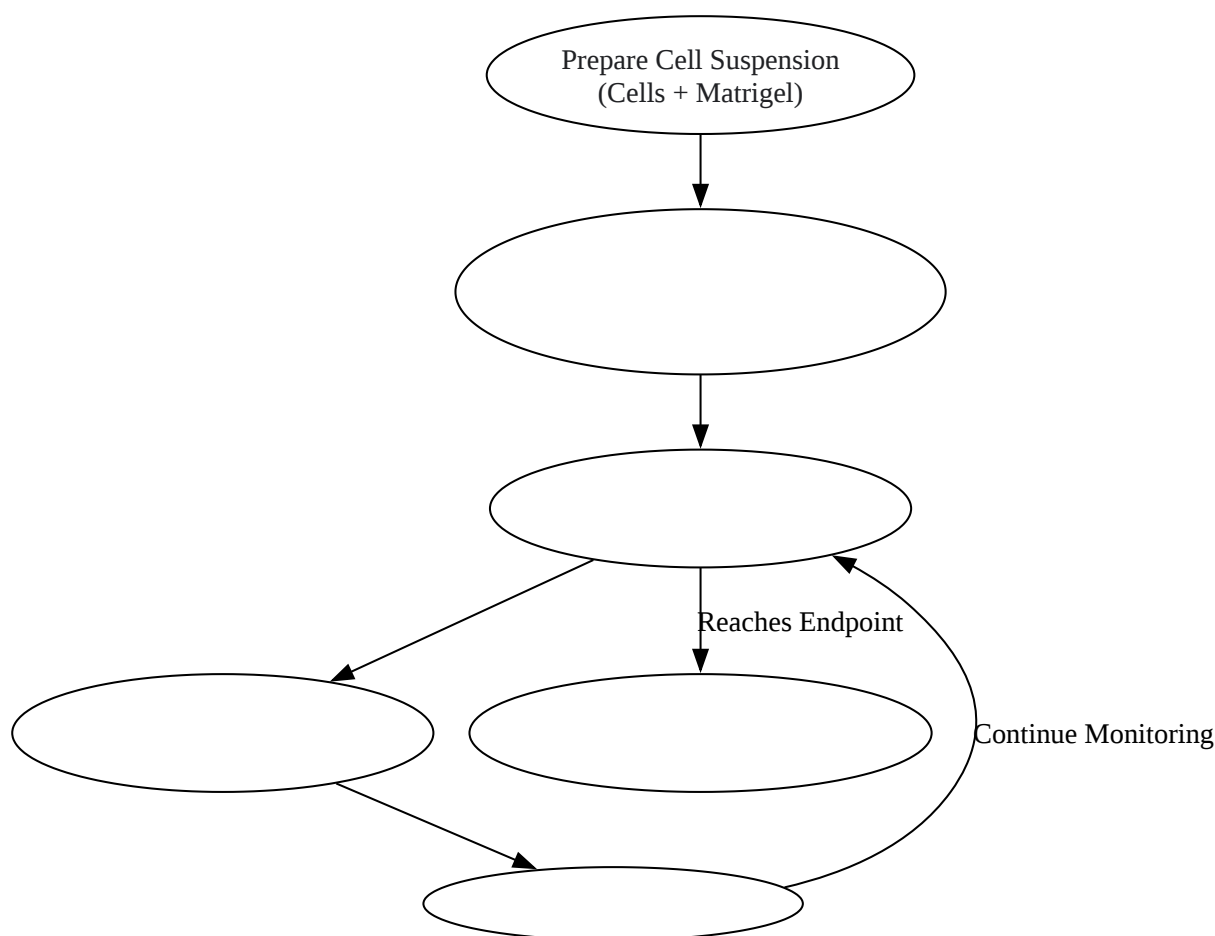 Prepare Cell Suspension
(Cells + Matrigel)
Reaches Endpoint
Continue Monitoring